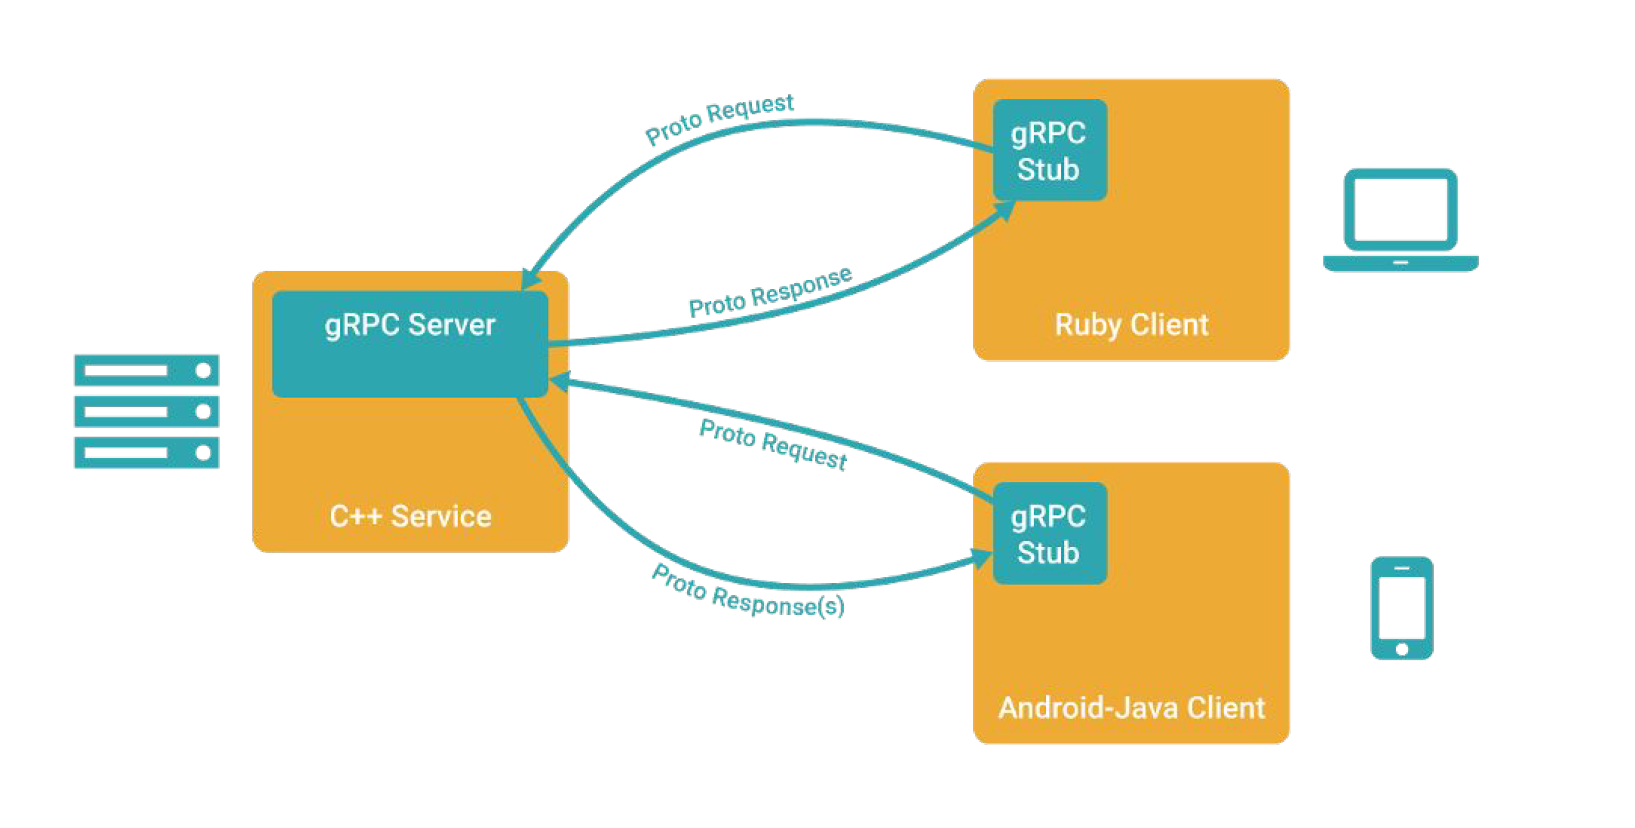 Proto Request
gRPC
Stub
Proto Response
Ruby Client
gRPC Server
C++ Service
Proto Request
gRPC
Stub
Proto Response(s)
Android-Java Client